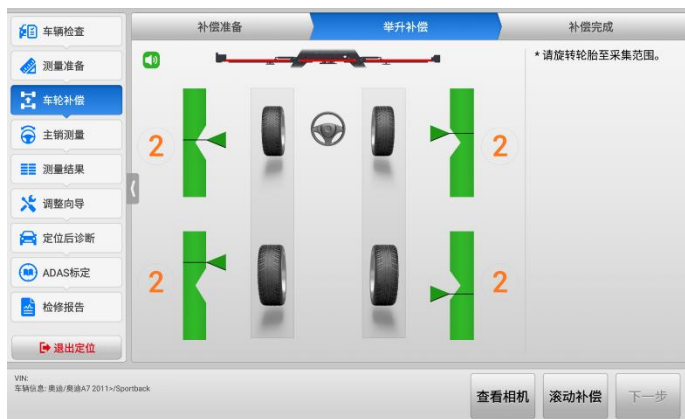 车辆检查
测量准备
车轮补偿
主销测量
测量结果
调整向导
定位后诊断
ADAS标定
检修报告
退出定位
补偿准备
举升补偿
补偿完成
* 请旋转轮胎至采集范围。
2
2
2
2
VIN:
车辆信息: 奥迪/奥迪A7 2011>/Sportback
查看相机
滚动补偿
下一步